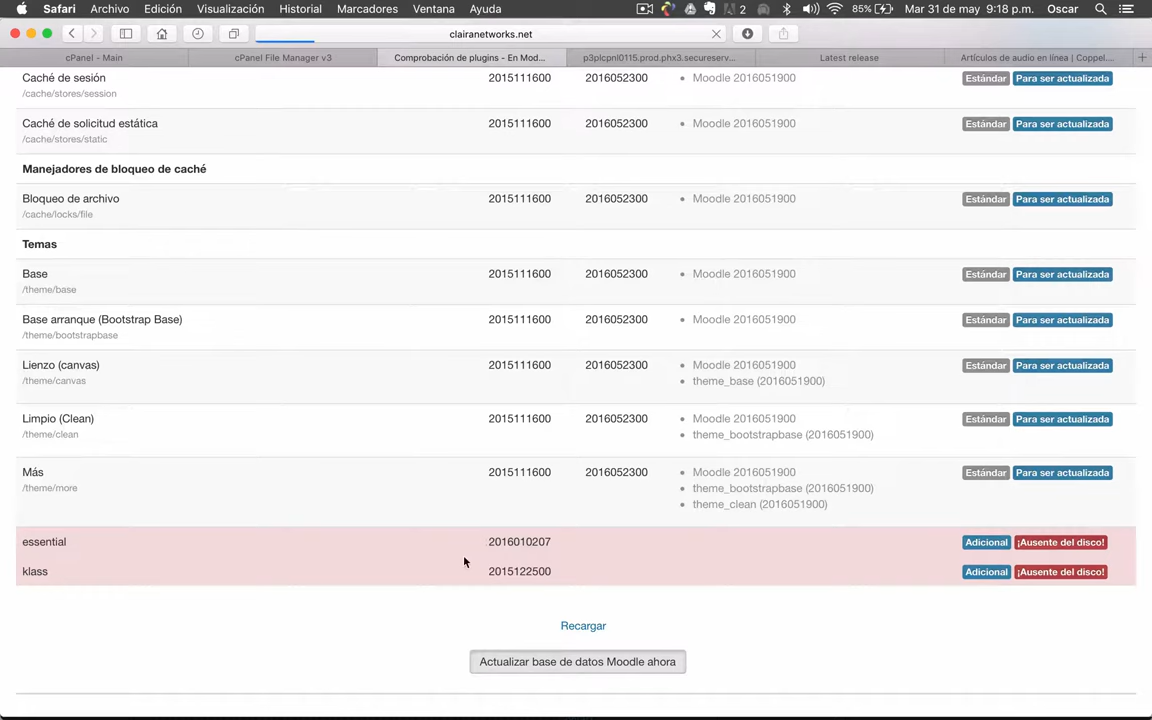 Safari Archivo Edición Visualización Historial Marcadores Ventana Ayuda 2 85% Mar 31 de may 9:18 p.m. Oscar
clairanetworks.net
cPanel - Main cPanel File Manager v3 Comprobación de plugins - En Mod... p3plcpnl0115.prod.phx3.secureserv... Latest release Artículos de audio en línea | Coppel....
Caché de sesión 2015111600 2016052300 • Moodle 2016051900 Estándar Para ser actualizada
/cache/stores/session
Caché de solicitud estática 2015111600 2016052300 • Moodle 2016051900 Estándar Para ser actualizada
/cache/stores/static
Manejadores de bloqueo de caché
Bloqueo de archivo 2015111600 2016052300 • Moodle 2016051900 Estándar Para ser actualizada
/cache/locks/file
Temas
Base 2015111600 2016052300 • Moodle 2016051900 Estándar Para ser actualizada
/theme/base
Base arranque (Bootstrap Base) 2015111600 2016052300 • Moodle 2016051900 Estándar Para ser actualizada
/theme/bootstrapbase
Lienzo (canvas) 2015111600 2016052300 • Moodle 2016051900 Estándar Para ser actualizada
/theme/canvas • theme_base (2016051900)
Limpio (Clean) 2015111600 2016052300 • Moodle 2016051900 Estándar Para ser actualizada
/theme/clean • theme_bootstrapbase (2016051900)
Más 2015111600 2016052300 • Moodle 2016051900 Estándar Para ser actualizada
/theme/more • theme_bootstrapbase (2016051900)
• theme_clean (2016051900)
essential 2016010207 Adicional ¡Ausente del disco!
klass 2015122500 Adicional ¡Ausente del disco!
Recargar
Actualizar base de datos Moodle ahora